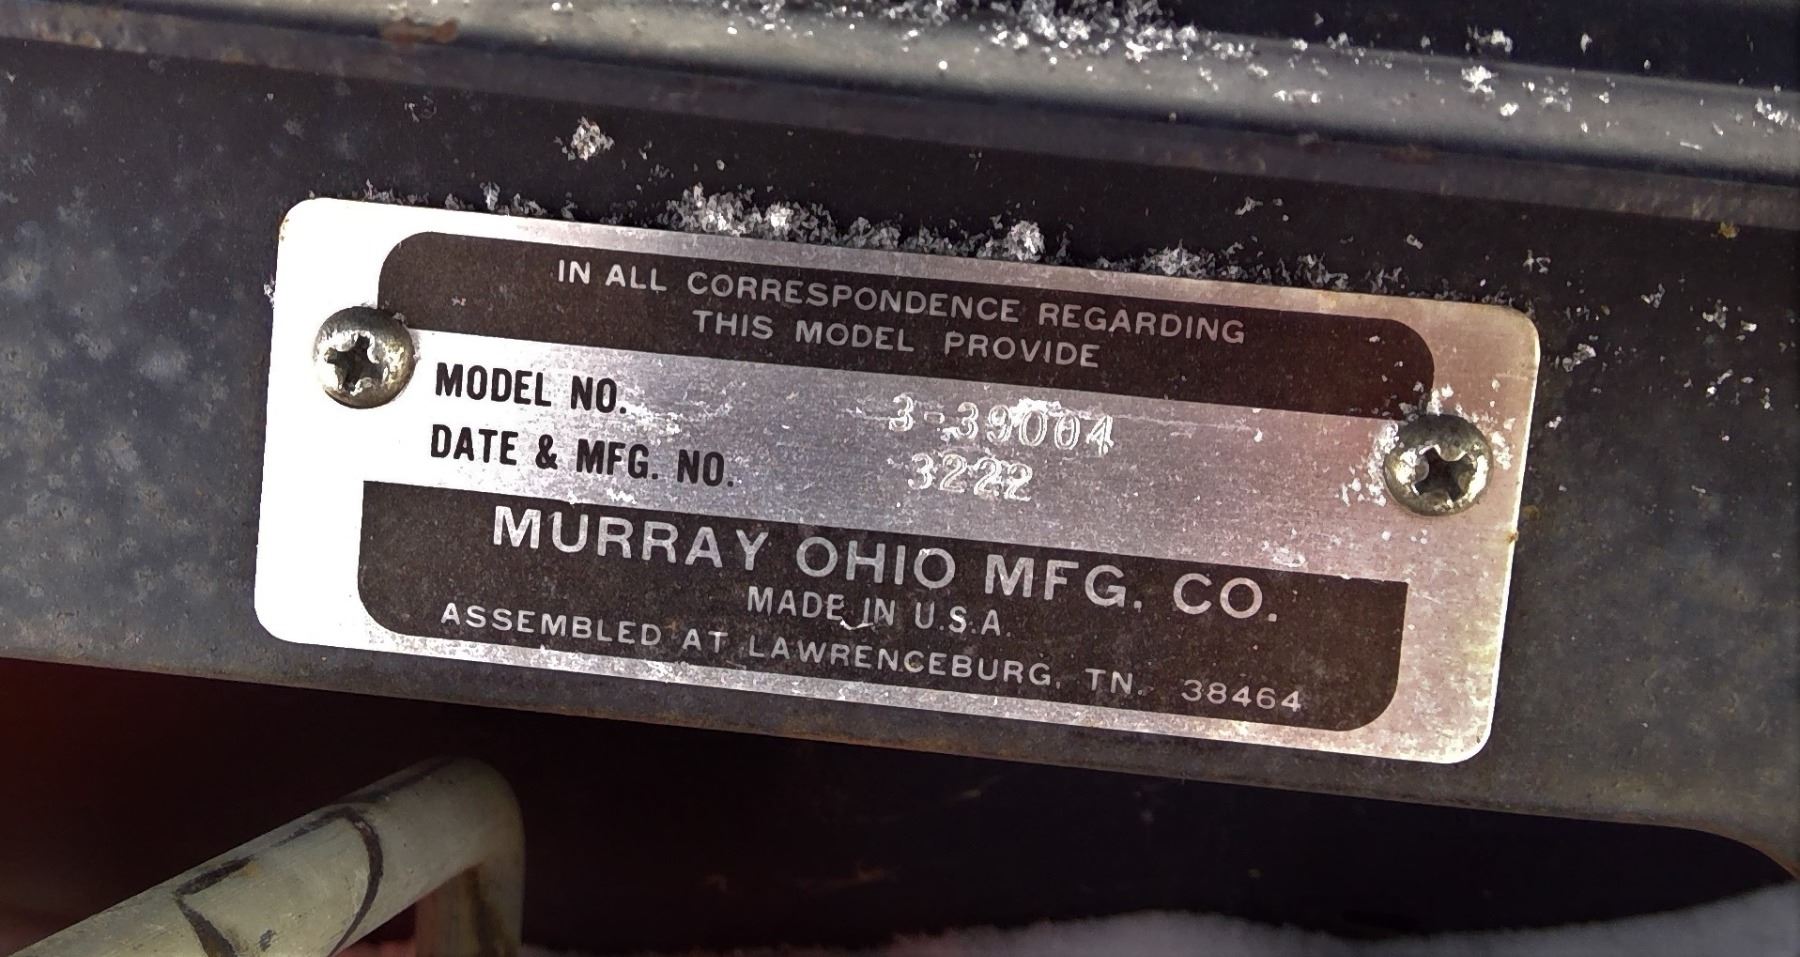 IN ALL CORRESPONDENCE REGARDING
THIS MODEL PROVIDE
MODEL NO. 3-39004
DATE & MFG. NO. 3222
MURRAY OHIO MFG. CO.
MADE IN U.S.A.
ASSEMBLED AT LAWRENCEBURG, TN. 38464